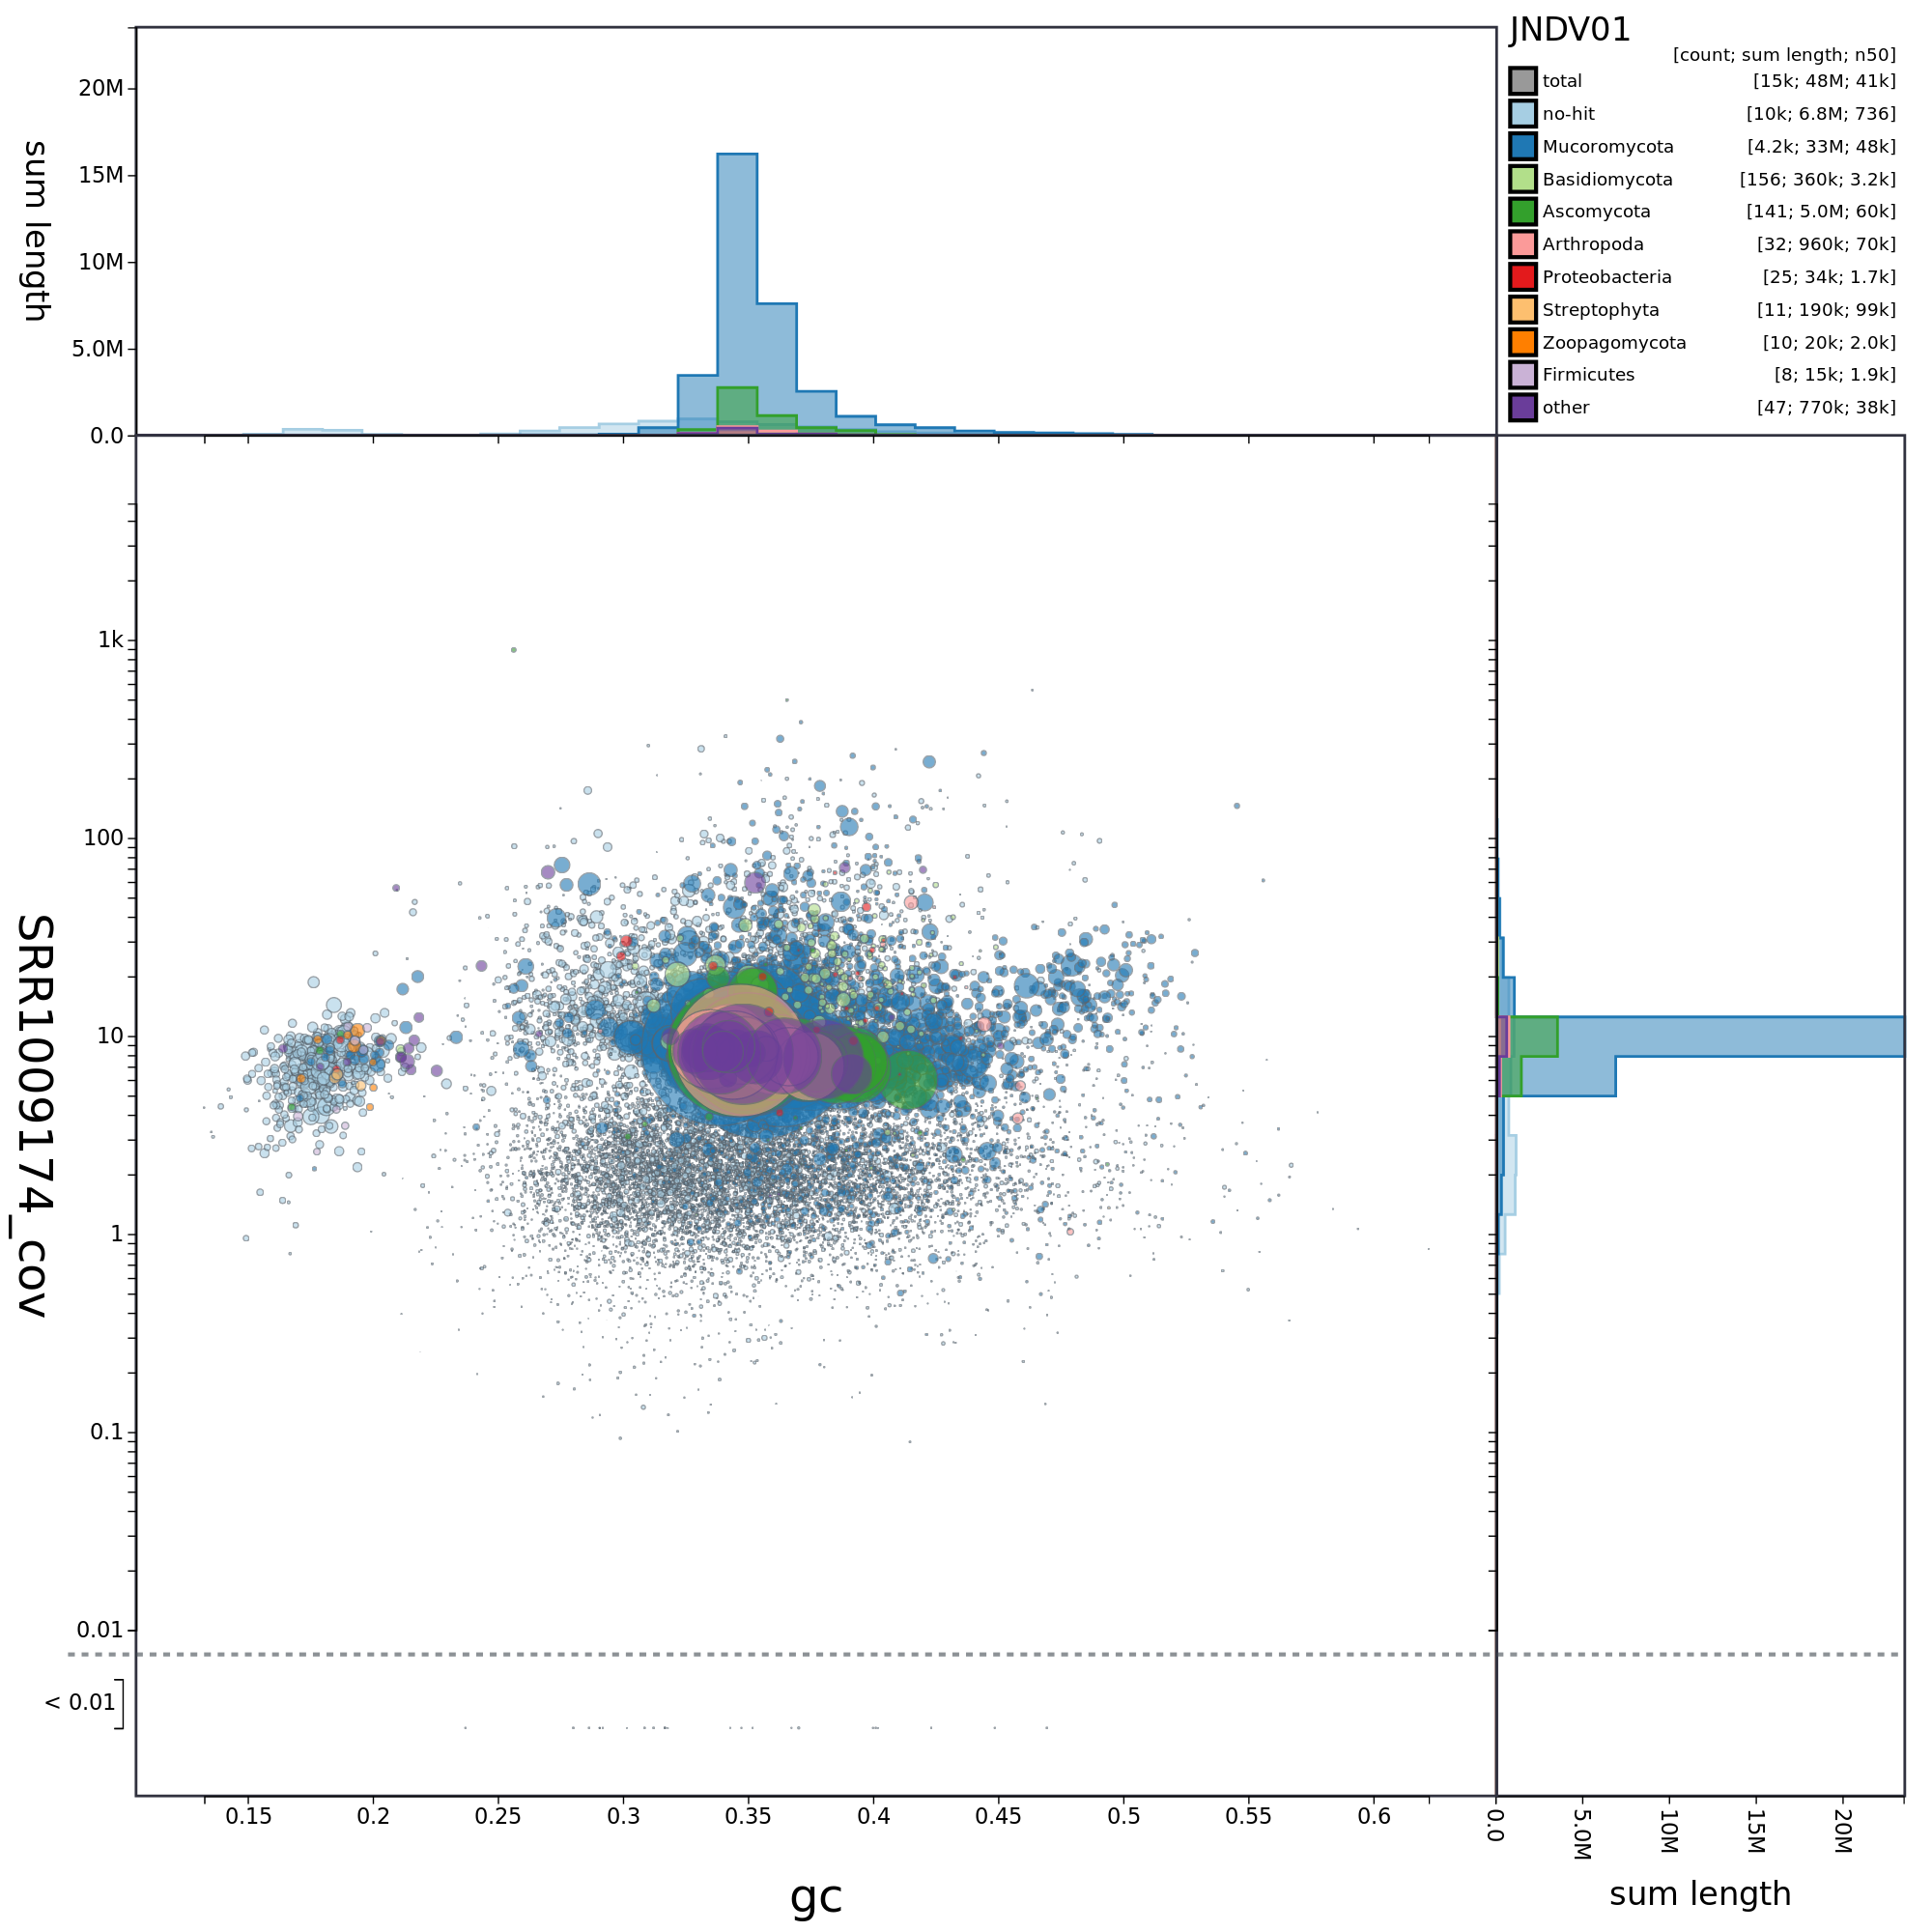 JNDV01
[count; sum length; n50]
total [15k; 48M; 41k]
no-hit [10k; 6.8M; 736]
Mucoromycota [4.2k; 33M; 48k]
Basidiomycota [156; 360k; 3.2k]
Ascomycota [141; 5.0M; 60k]
Arthropoda [32; 960k; 70k]
Proteobacteria [25; 34k; 1.7k]
Streptophyta [11; 190k; 99k]
Zoopagomycota [10; 20k; 2.0k]
Firmicutes [8; 15k; 1.9k]
other [47; 770k; 38k]
sum length
20M
15M
10M
5.0M
0.0
SRR1009174_cov
1k
100
10
1
0.1
0.01
< 0.01
0.15 0.2 0.25 0.3 0.35 0.4 0.45 0.5 0.55 0.6
gc
0.0 5.0M 10M 15M 20M
sum length